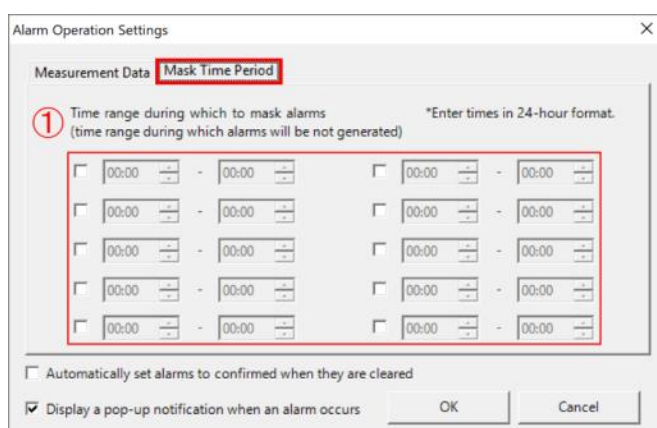 Alarm Operation Settings
Measurement Data Mask Time Period
① Time range during which to mask alarms *Enter times in 24-hour format.
(time range during which alarms will be not generated)
00:00 - 00:00 00:00 - 00:00
00:00 - 00:00 00:00 - 00:00
00:00 - 00:00 00:00 - 00:00
00:00 - 00:00 00:00 - 00:00
00:00 - 00:00 00:00 - 00:00
Automatically set alarms to confirmed when they are cleared
Display a pop-up notification when an alarm occurs OK Cancel